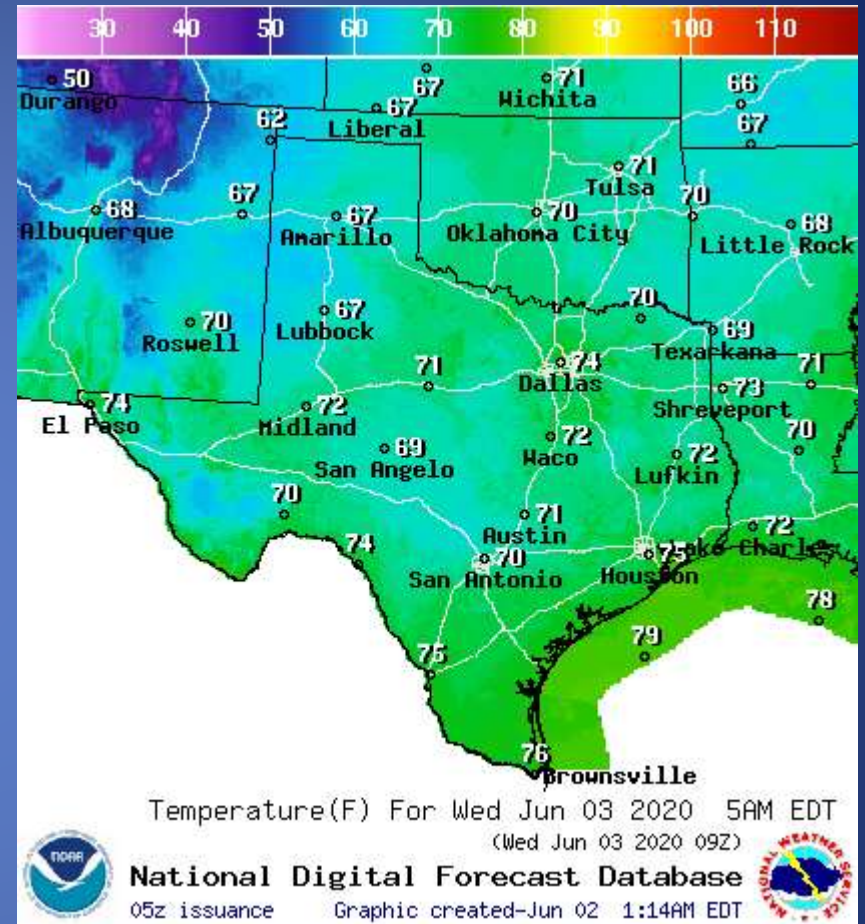 30 40 50 60 70 80 90 100 110
50
Durango
67
71
Wichita
66
67
Liberal
62
67
71
Tulsa
68
Albuquerque
67
67
Amarillo
70
Oklahoma City
70
68
Little Rock
70
Roswell
67
Lubbock
70
69
Texarkana
74
Dallas
71
73
Shreveport
71
74
El Paso
72
Midland
69
San Angelo
72
Waco
72
Lufkin
70
70
71
Austin
72
Lake Charles
74
70
San Antonio
75
Houston
78
79
75
76
Brownsville
Temperature(F) For Wed Jun 03 2020 5AM EDT
(Wed Jun 03 2020 09Z)
NOAA
National Digital Forecast Database
05z issuance Graphic created-Jun 02 1:14AM EDT
NATIONAL WEATHER SERVICE